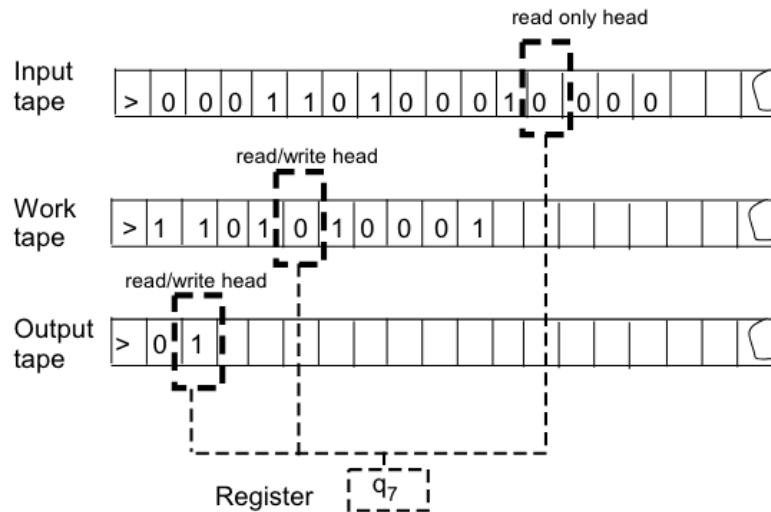 read only head
Input tape
> 0 0 0 1 1 0 1 0 0 0 1 0 0 0 0
read/write head
Work tape
> 1 1 0 1 0 1 0 0 0 1
read/write head
Output tape
> 0 1
Register q7